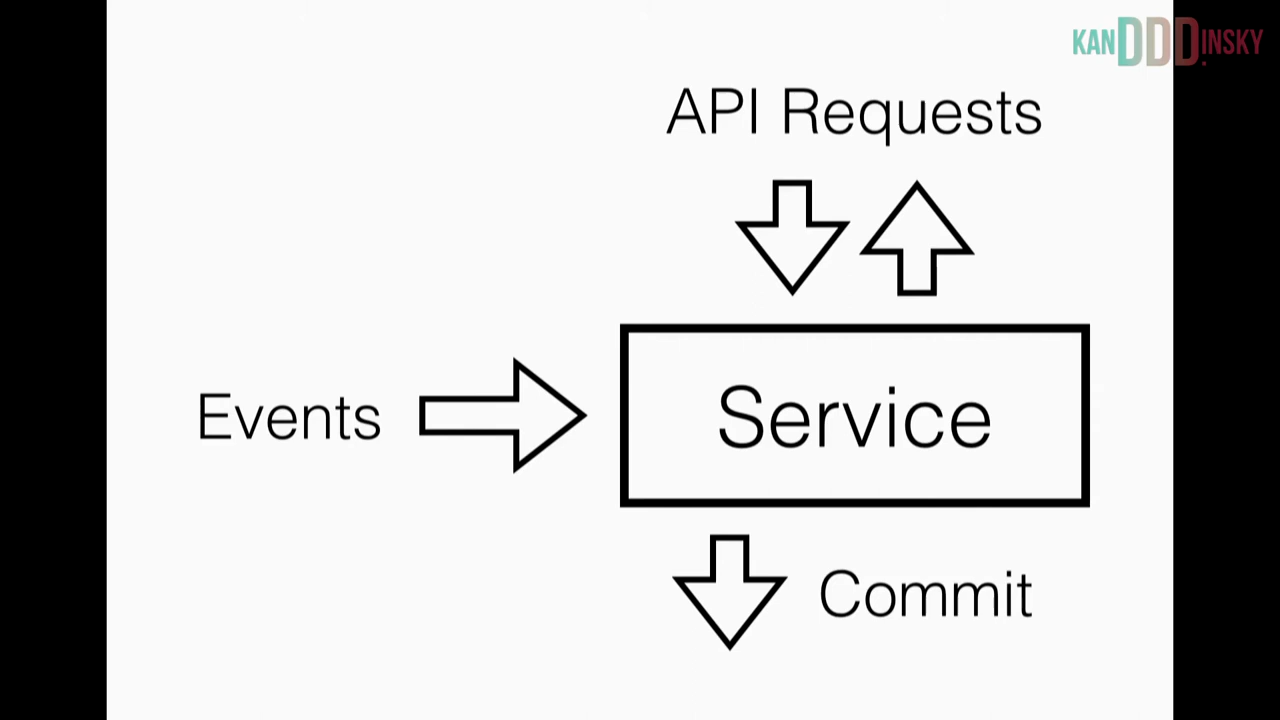 KANDDDINSKY
API Requests
Events
Service
Commit